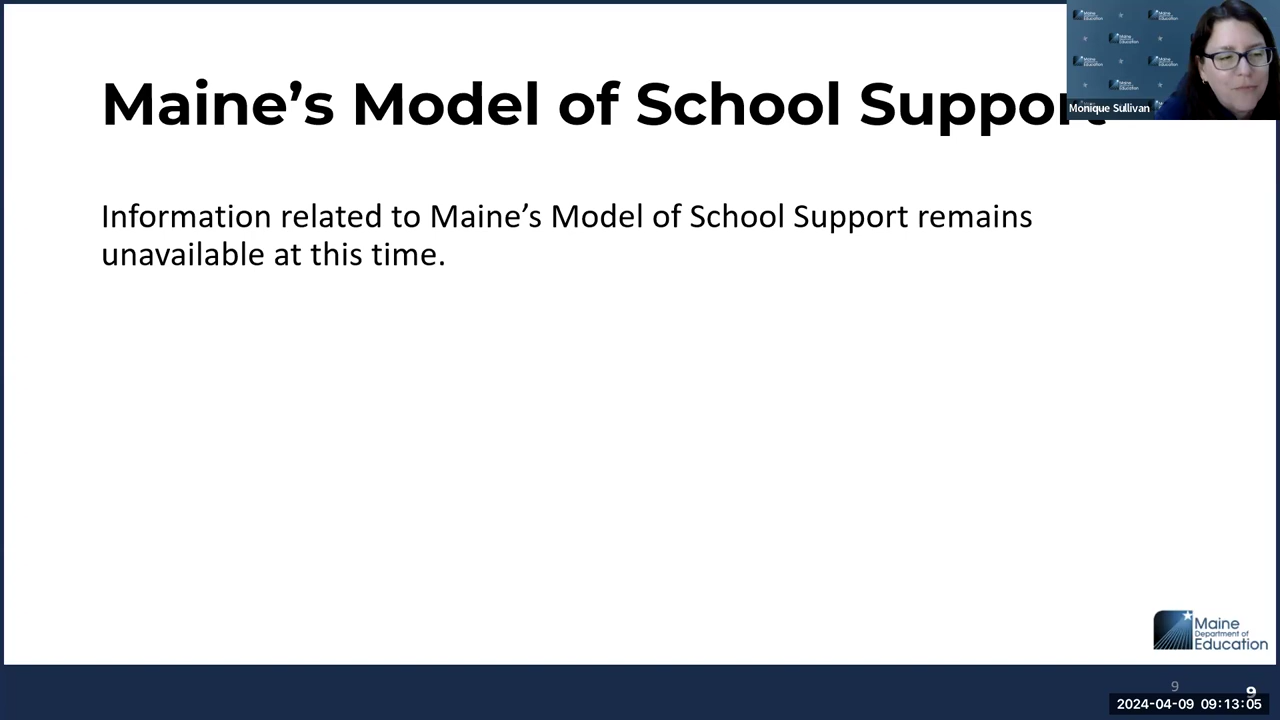 Maine's Model of School Support
Information related to Maine's Model of School Support remains
unavailable at this time.
Monique Sullivan
Maine
Department of
Education
9
9
2024-04-09 09:13:05